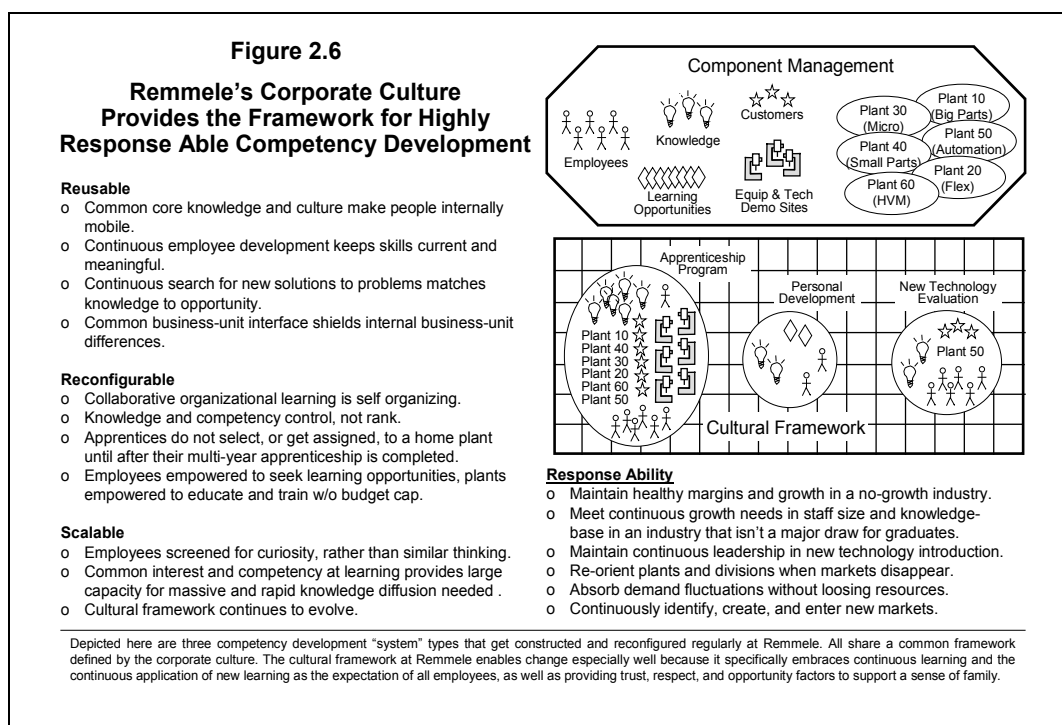 Figure 2.6
Remmele's Corporate Culture
Provides the Framework for Highly
Response Able Competency Development
Reusable
o Common core knowledge and culture make people internally
mobile.
o Continuous employee development keeps skills current and
meaningful.
o Continuous search for new solutions to problems matches
knowledge to opportunity.
o Common business-unit interface shields internal business-unit
differences.
Reconfigurable
o Collaborative organizational learning is self organizing.
o Knowledge and competency control, not rank.
o Apprentices do not select, or get assigned, to a home plant
until after their multi-year apprenticeship is completed.
o Employees empowered to seek learning opportunities, plants
empowered to educate and train w/o budget cap.
Scalable
o Employees screened for curiosity, rather than similar thinking.
o Common interest and competency at learning provides large
capacity for massive and rapid knowledge diffusion needed .
o Cultural framework continues to evolve.
Component Management
Employees
Knowledge
Customers
Learning
Opportunities
Equip & Tech
Demo Sites
Plant 30
(Micro)
Plant 10
(Big Parts)
Plant 40
(Small Parts)
Plant 50
(Automation)
Plant 60
(HVM)
Plant 20
(Flex)
Apprenticeship
Program
Plant 10
Plant 40
Plant 30
Plant 20
Plant 60
Plant 50
Personal
Development
New Technology
Evaluation
Plant 50
Cultural Framework
Response Ability
o Maintain healthy margins and growth in a no-growth industry.
o Meet continuous growth needs in staff size and knowledge-
base in an industry that isn't a major draw for graduates.
o Maintain continuous leadership in new technology introduction.
o Re-orient plants and divisions when markets disappear.
o Absorb demand fluctuations without loosing resources.
o Continuously identify, create, and enter new markets.
Depicted here are three competency development "system" types that get constructed and reconfigured regularly at Remmele. All share a common framework
defined by the corporate culture. The cultural framework at Remmele enables change especially well because it specifically embraces continuous learning and the
continuous application of new learning as the expectation of all employees, as well as providing trust, respect, and opportunity factors to support a sense of family.